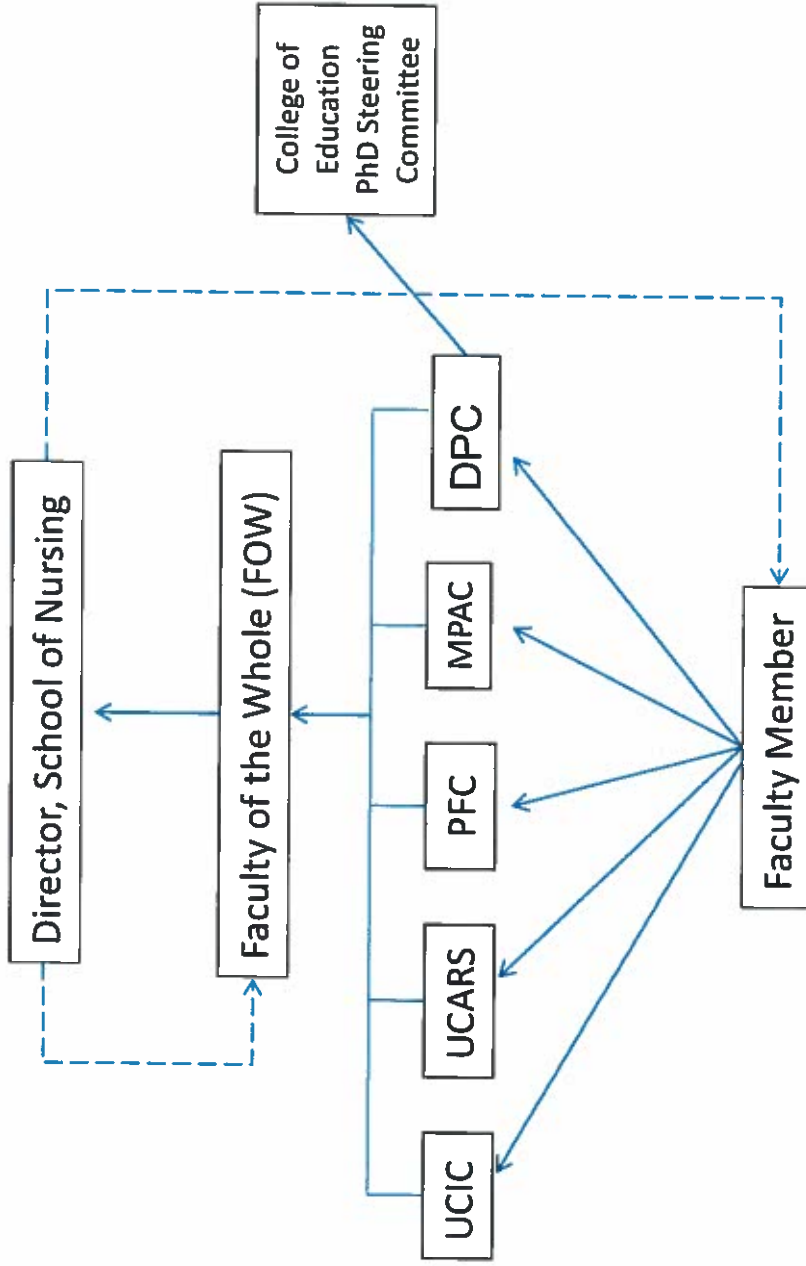 Director, School of Nursing
Faculty of the Whole (FOW)
College of
Education
PhD Steering
Committee
UCIC
UCARS
PFC
MPAC
DPC
Faculty Member